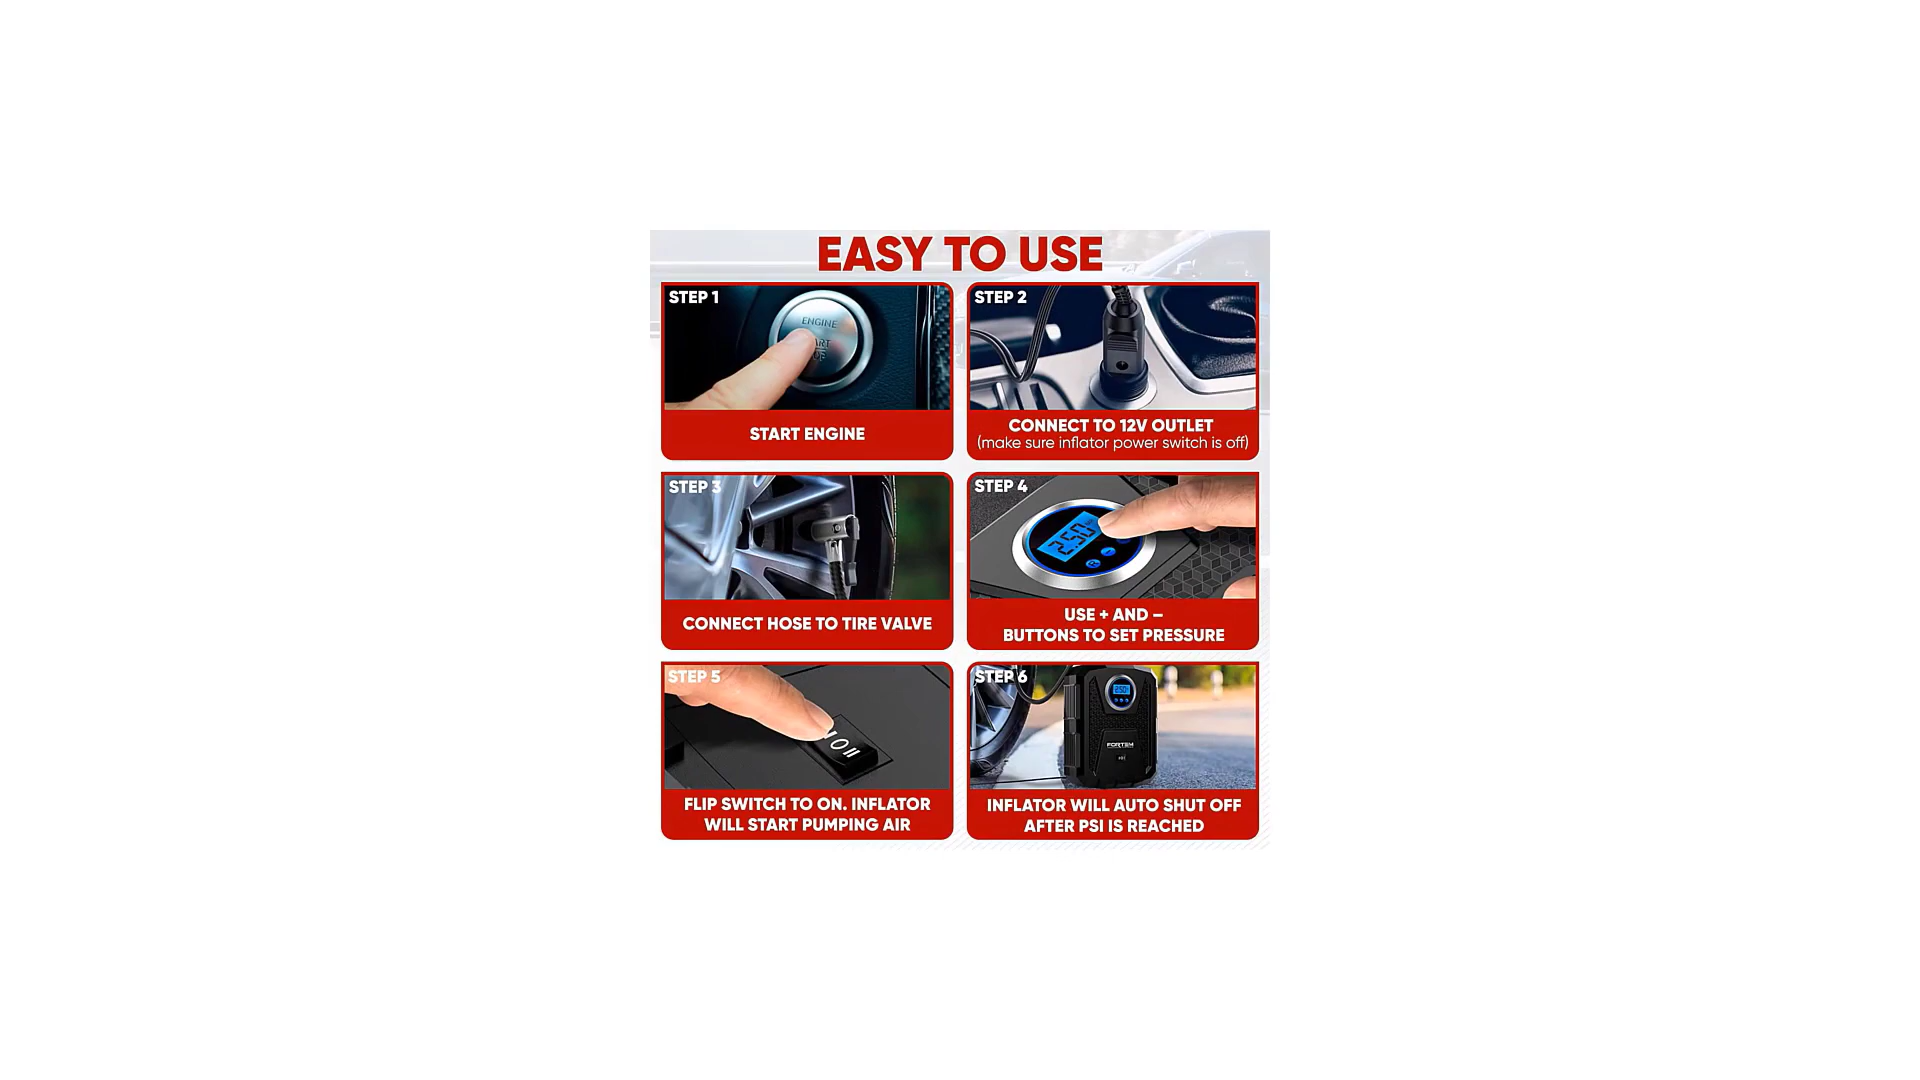 EASY TO USE
STEP 1
ENGINE
START ENGINE
STEP 2
CONNECT TO 12V OUTLET
(make sure inflator power switch is off)
STEP 3
CONNECT HOSE TO TIRE VALVE
STEP 4
250
USE + AND –
BUTTONS TO SET PRESSURE
STEP 5
FLIP SWITCH TO ON. INFLATOR
WILL START PUMPING AIR
STEP 6
250
FORTEM
INFLATOR WILL AUTO SHUT OFF
AFTER PSI IS REACHED